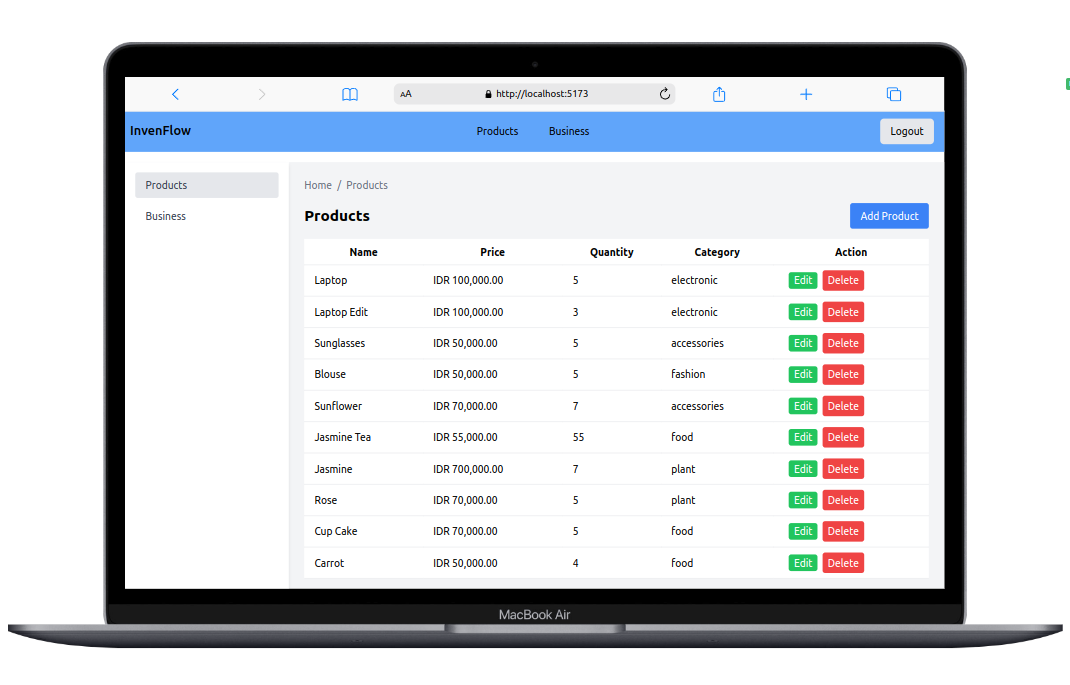 AA http://localhost:5173
InvenFlow Products Business Logout
Products
Business
Home / Products
Products Add Product
Name Price Quantity Category Action
Laptop IDR 100,000.00 5 electronic Edit Delete
Laptop Edit IDR 100,000.00 3 electronic Edit Delete
Sunglasses IDR 50,000.00 5 accessories Edit Delete
Blouse IDR 50,000.00 5 fashion Edit Delete
Sunflower IDR 70,000.00 7 accessories Edit Delete
Jasmine Tea IDR 55,000.00 55 food Edit Delete
Jasmine IDR 700,000.00 7 plant Edit Delete
Rose IDR 70,000.00 5 plant Edit Delete
Cup Cake IDR 70,000.00 5 food Edit Delete
Carrot IDR 50,000.00 4 food Edit Delete
MacBook Air